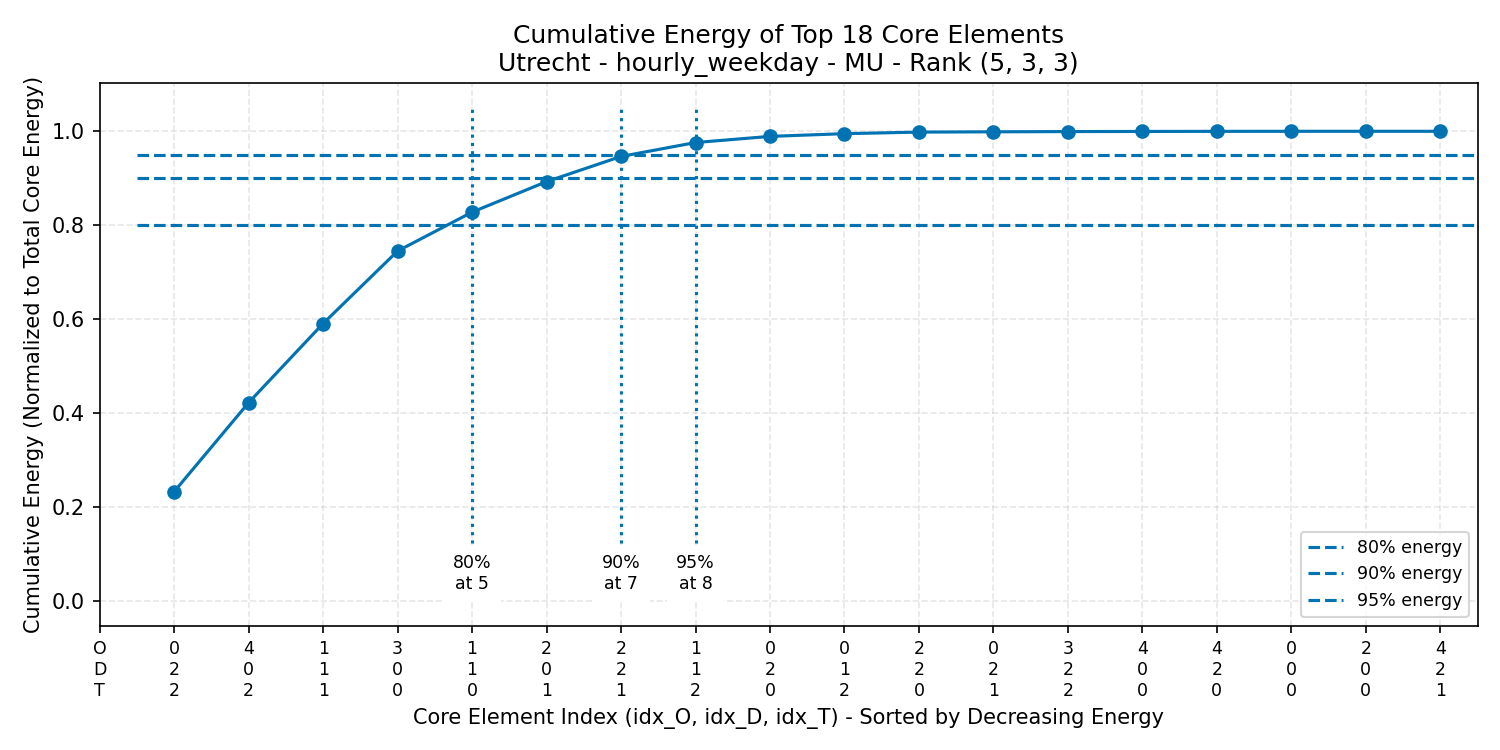 Cumulative Energy of Top 18 Core Elements
Utrecht - hourly_weekday - MU - Rank (5, 3, 3)
Cumulative Energy (Normalized to Total Core Energy)
1.0
0.8
0.6
0.4
0.2
0.0
80%
at 5
90%
at 7
95%
at 8
80% energy
90% energy
95% energy
O 0 4 1 3 1 2 2 1 0 0 2 0 3 4 4 0 2 4
D 2 0 1 0 1 0 2 1 2 1 2 2 2 0 2 0 0 2
T 2 2 1 0 0 1 1 2 0 2 0 1 2 0 0 0 0 1
Core Element Index (idx_O, idx_D, idx_T) - Sorted by Decreasing Energy